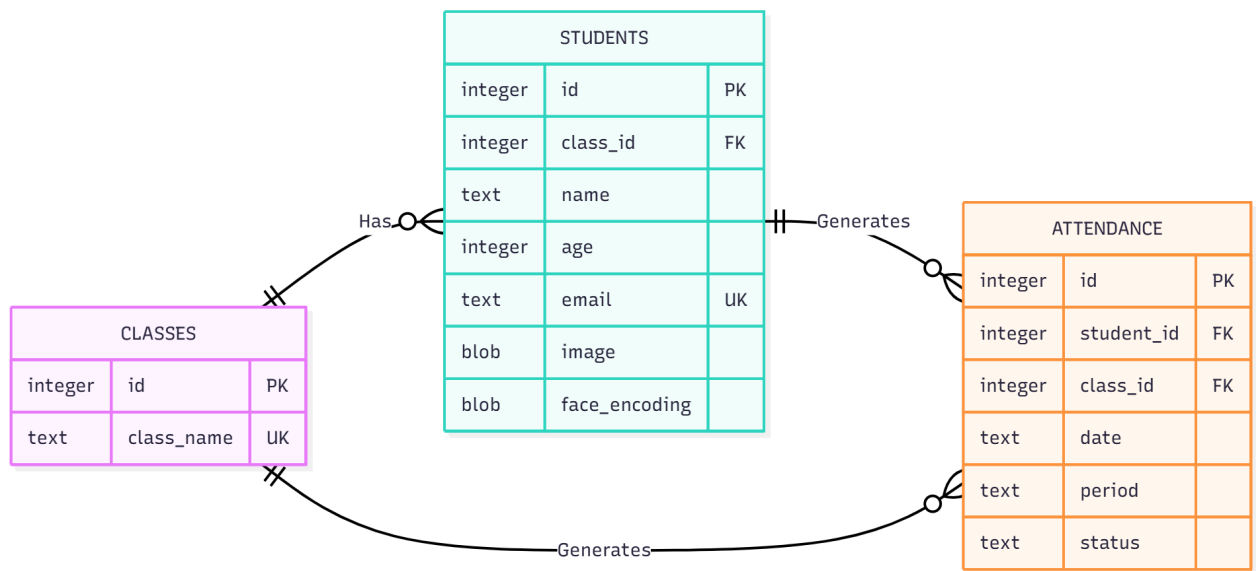 STUDENTS
integer id PK
integer class_id FK
text name
integer age
text email UK
blob image
blob face_encoding
Has
Generates
CLASSES
integer id PK
text class_name UK
ATTENDANCE
integer id PK
integer student_id FK
integer class_id FK
text date
text period
text status
Generates